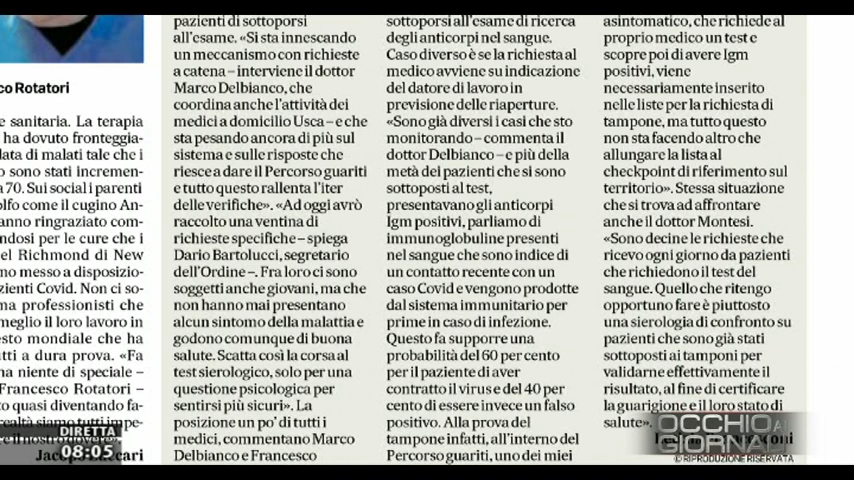 co Rotatori
e sanitaria. La terapia
ha dovuto fronteggia-
data di malati tale che i
o sono stati incremen-
a 70. Sui social i parenti
olfo come il cugino An-
anno ringraziato com-
ndosi per le cure che i
el Richmond di New
no messo a disposizio-
zienti Covid. Non ci so-
ma professionisti che
meglio il loro lavoro in
esto mondiale che ha
utti a dura prova. «Fa
na niente di speciale –
Francesco Rotatori –
to quasi diventando fa-
realtà siamo tutti impe-
e il nostro dovere
Jacopo Zuccari
pazienti di sottoporsi
all'esame. «Si sta innescando
un meccanismo con richieste
a catena – interviene il dottor
Marco Delbianco, che
coordina anche l'attività dei
medici a domicilio Usca – e che
sta pesando ancora di più sul
sistema e sulle risposte che
riesce a dare il Percorso guariti
e tutto questo rallenta l'iter
delle verifiche». «Ad oggi avrò
raccolto una ventina di
richieste specifiche – spiega
Dario Bartolucci, segretario
dell'Ordine –. Fra loro ci sono
soggetti anche giovani, ma che
non hanno mai presentano
alcun sintomo della malattia e
godono comunque di buona
salute. Scatta così la corsa al
test sierologico, solo per una
questione psicologica per
sentirsi più sicuri». La
posizione un po' di tutti i
medici, commentano Marco
Delbianco e Francesco
sottoporsi all'esame di ricerca
degli anticorpi nel sangue.
Caso diverso è se la richiesta al
medico avviene su indicazione
del datore di lavoro in
previsione delle riaperture.
«Sono già diversi i casi che sto
monitorando – commenta il
dottor Delbianco – e più della
metà dei pazienti che si sono
sottoposti al test,
presentavano gli anticorpi
Igm positivi, parliamo di
immunoglobuline presenti
nel sangue che sono indice di
un contatto recente con un
caso Covid e vengono prodotte
dal sistema immunitario per
prime in caso di infezione.
Questo fa supporre una
probabilità del 60 per cento
per il paziente di aver
contratto il virus e del 40 per
cento di essere invece un falso
positivo. Alla prova del
tampone infatti, all'interno del
Percorso guariti, uno dei miei
asintomatico, che richiede al
proprio medico un test e
scopre poi di avere Igm
positivi, viene
necessariamente inserito
nelle liste per la richiesta di
tampone, ma tutto questo
non sta facendo altro che
allungare la lista al
checkpoint di riferimento sul
territorio». Stessa situazione
che si trova ad affrontare
anche il dottor Montesi.
«Sono decine le richieste che
ricevo ogni giorno da pazienti
che richiedono il test del
sangue. Quello che ritengo
opportuno fare è piuttosto
una sierologia di confronto su
pazienti che sono già stati
sottoposti ai tamponi per
validarne effettivamente il
risultato, al fine di certificare
la guarigione e il loro stato di
salute».
© RIPRODUZIONE RISERVATA
DIRETTA
08:05
OCCHIO AI
GIORNALI